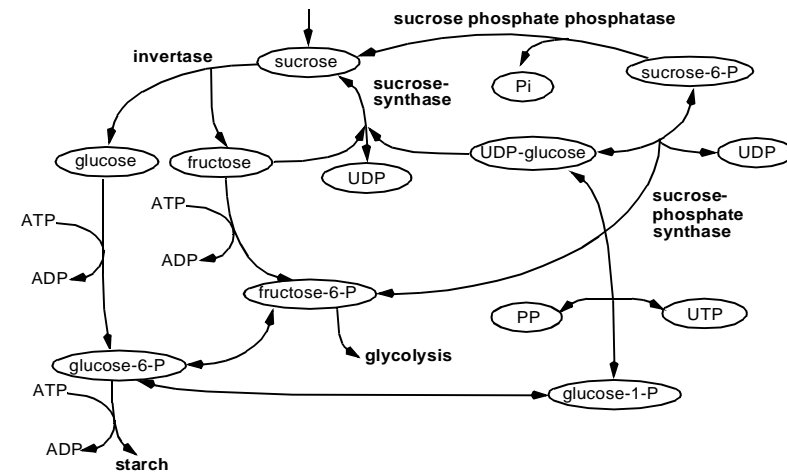 sucrose phosphate phosphatase
invertase
sucrose
sucrose-
synthase
Pi
sucrose-6-P
glucose
fructose
UDP
UDP-glucose
UDP
sucrose-
phosphate
synthase
ATP
ADP
ATP
ADP
fructose-6-P
PP
UTP
glycolysis
glucose-6-P
glucose-1-P
ATP
ADP
starch